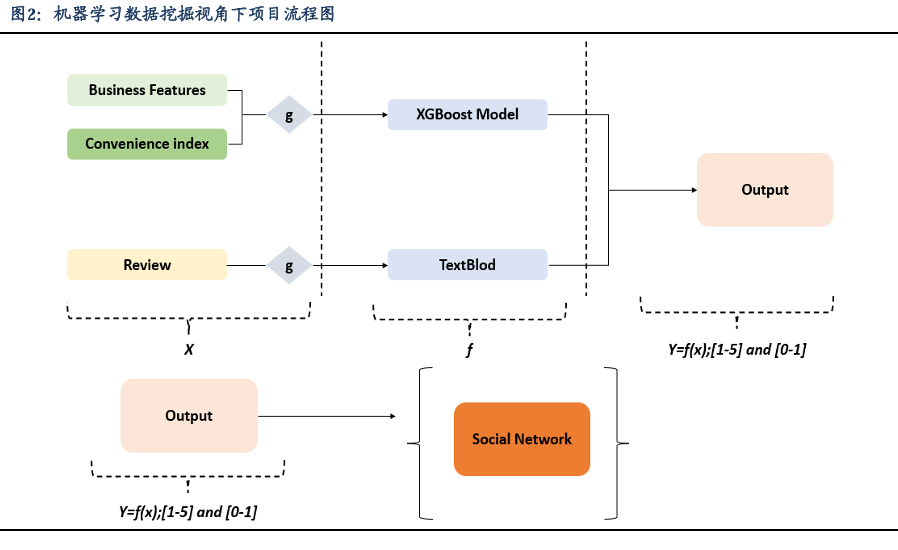 图2：机器学习数据挖掘视角下项目流程图
Business Features
g
XGBoost Model
Convenience index
Output
Review
g
TextBlod
X
f
Y=f(x);[1-5] and [0-1]
Output
Social Network
Y=f(x);[1-5] and [0-1]